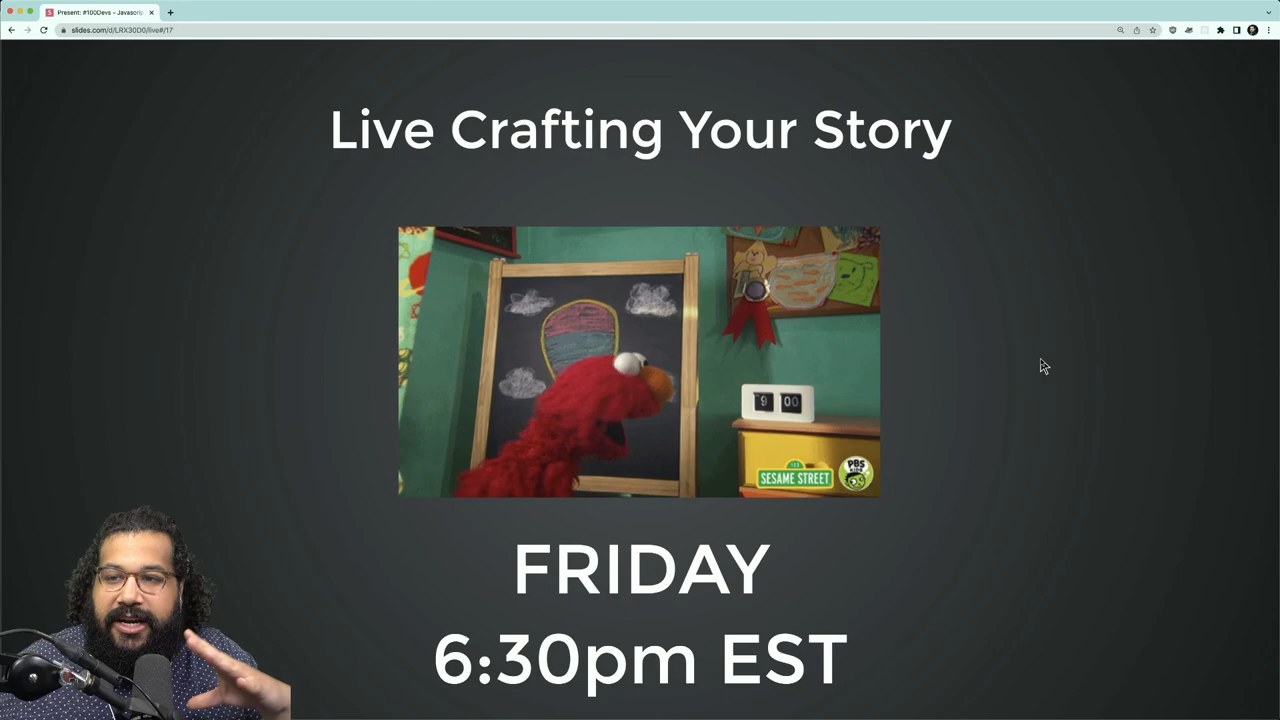 Present: #100Devs - Javascrip
slides.com/d/LRX30D0/live#/17
Live Crafting Your Story
9 00
123
SESAME STREET
PBS
KIDS
FRIDAY
6:30pm EST